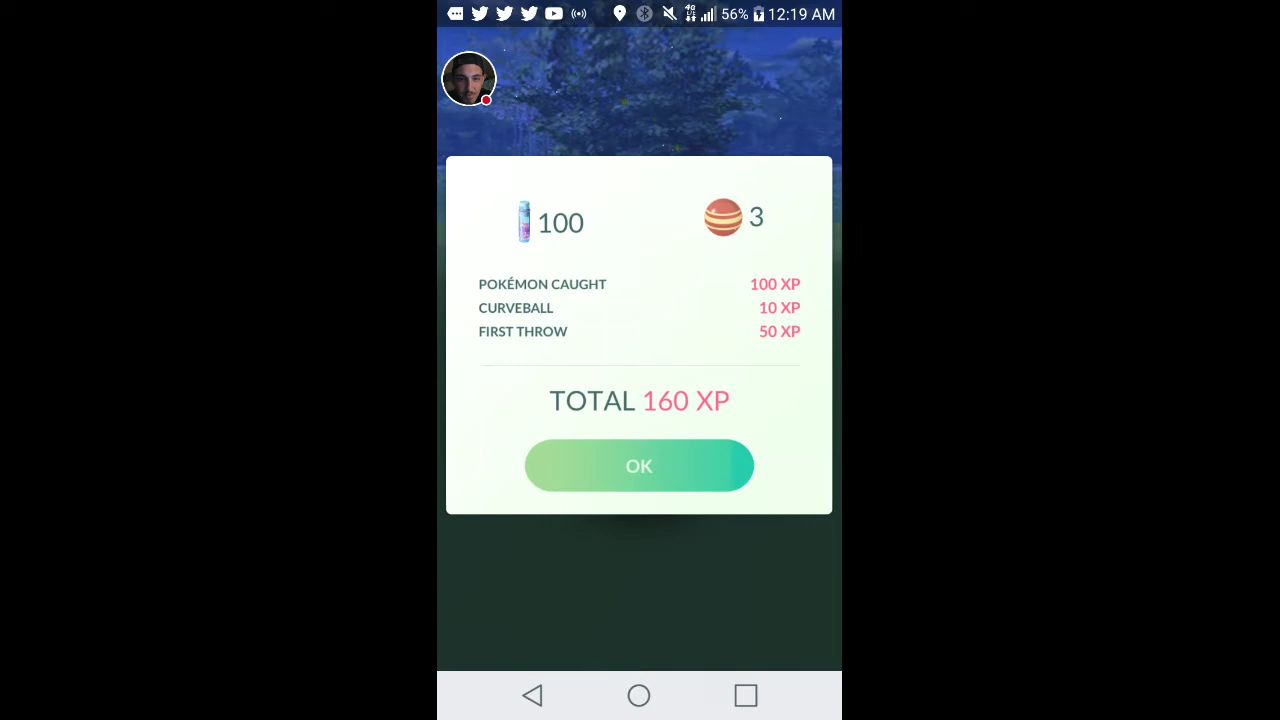 56% 12:19 AM
100 3
POKÉMON CAUGHT 100 XP
CURVEBALL 10 XP
FIRST THROW 50 XP
TOTAL 160 XP
OK